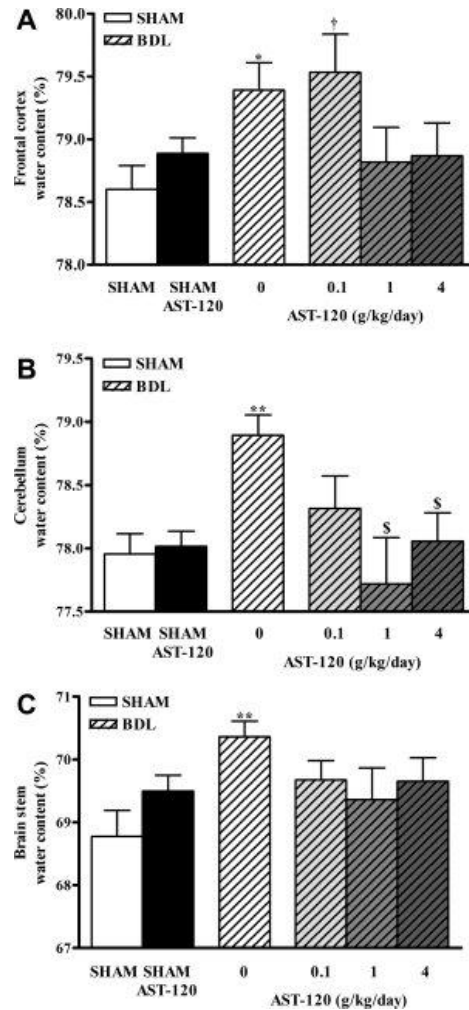 A
80.0
79.5
79.0
78.5
78.0
Frontal cortex
water content (%)
SHAM
BDL
*
†
SHAM SHAM 0 0.1 1 4
AST-120 AST-120 (g/kg/day)
B
79.5
79.0
78.5
78.0
77.5
Cerebellum
water content (%)
SHAM
BDL
**
$ $
SHAM SHAM 0 0.1 1 4
AST-120 AST-120 (g/kg/day)
C
71
70
69
68
67
Brain stem
water content (%)
SHAM
BDL
**
SHAM SHAM 0 0.1 1 4
AST-120 AST-120 (g/kg/day)